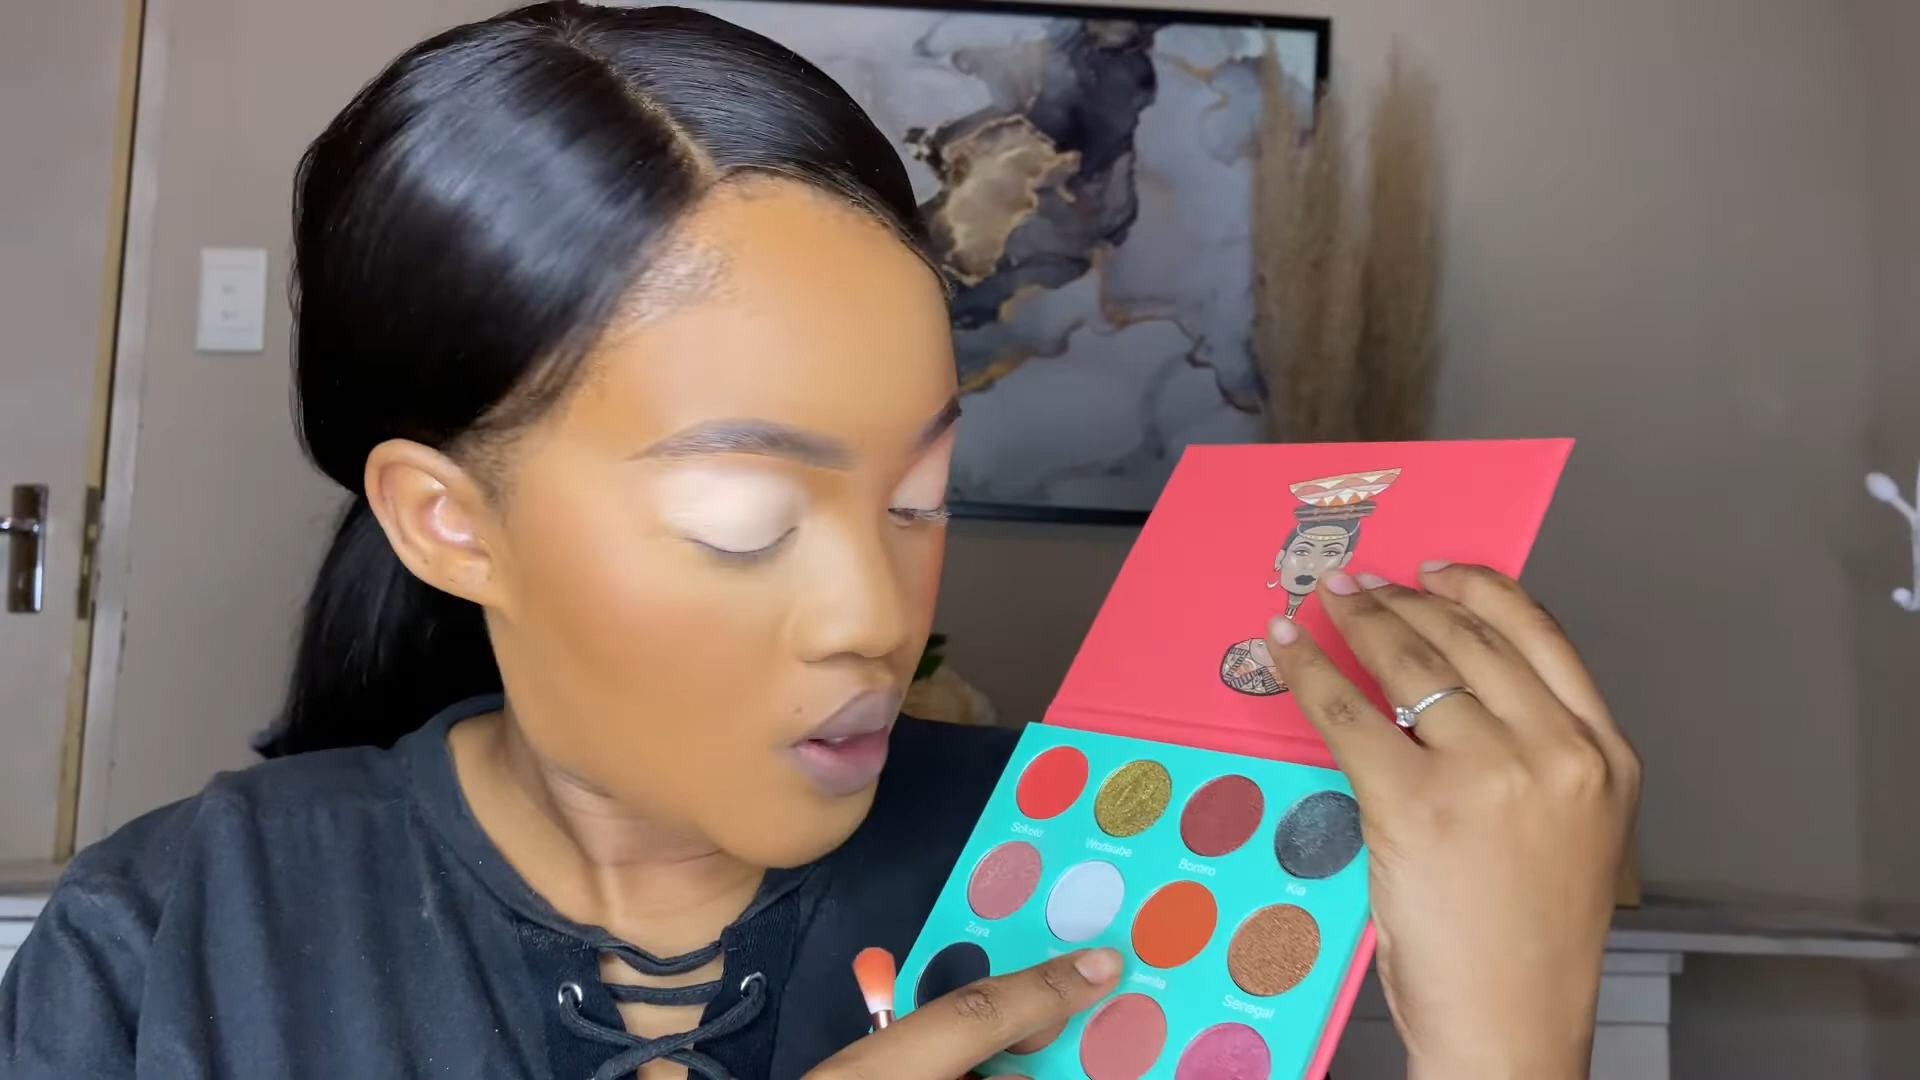 Sokoto
Wodaabe
Bororo
Kia
Zoya
Jamila
Senegal